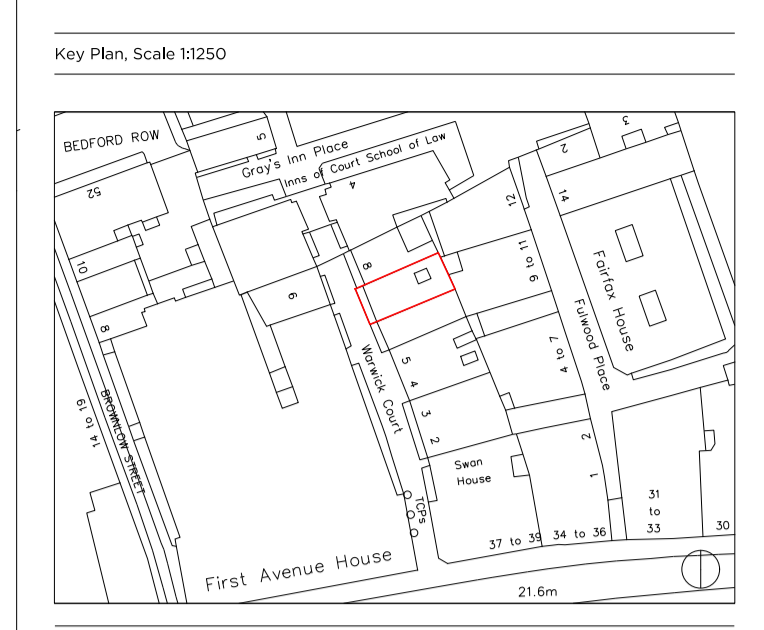 Key Plan, Scale 1:1250
BEDFORD ROW
52
5
Gray's Inn Place
Inns of Court School of Law
4
3
2
14
12
10
8
6
8
9 to 11
Fairfax House
Fulwood Place
4 to 7
Warwick Court
5
4
3
2
14 to 19
BROWNLOW STREET
Swan
House
2
1
TCPs
31
to
33
30
37 to 39
34 to 36
First Avenue House
21.6m